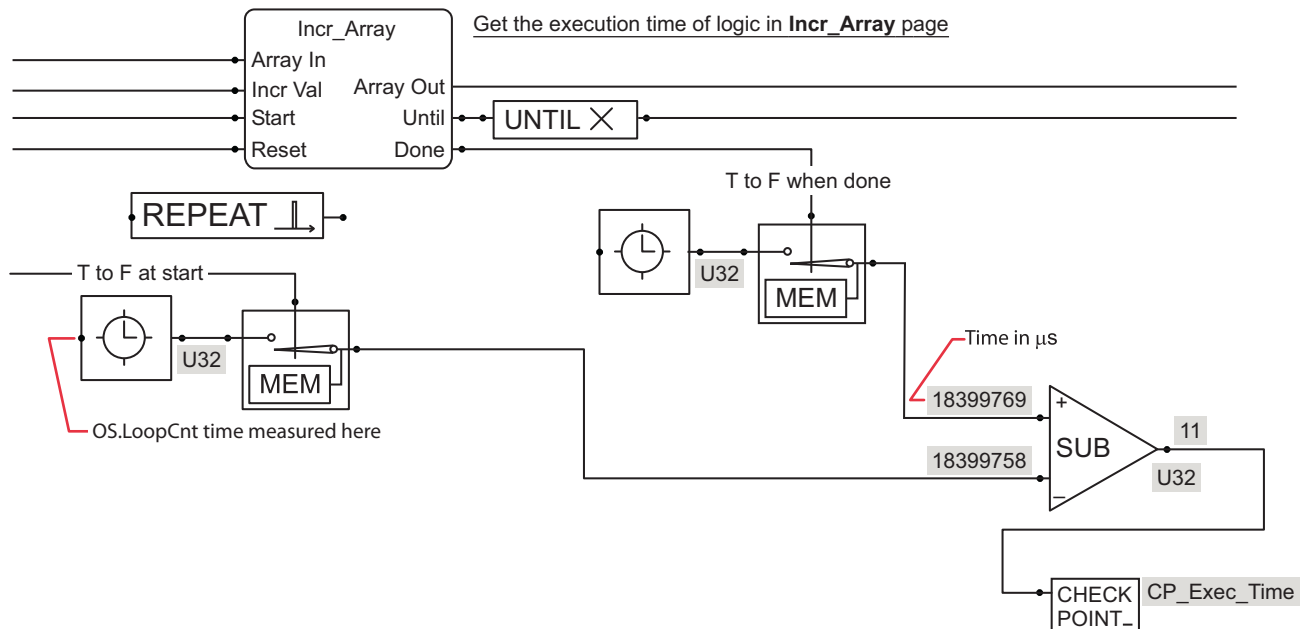 Incr_Array
Get the execution time of logic in Incr_Array page
Array In
Incr Val
Array Out
Start
Until
UNTIL
Reset
Done
T to F when done
REPEAT
U32
MEM
T to F at start
U32
MEM
Time in μs
OS.LoopCnt time measured here
18399769
+
11
SUB
18399758
–
U32
CHECK
POINT_
CP_Exec_Time